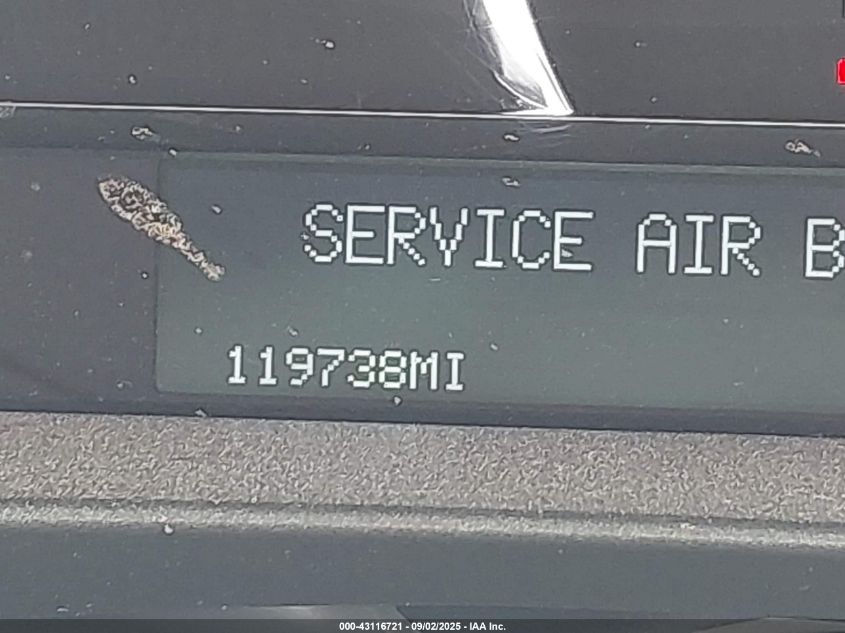 SERVICE AIR B
119738MI
000-43116721 - 09/02/2025 - IAA Inc.